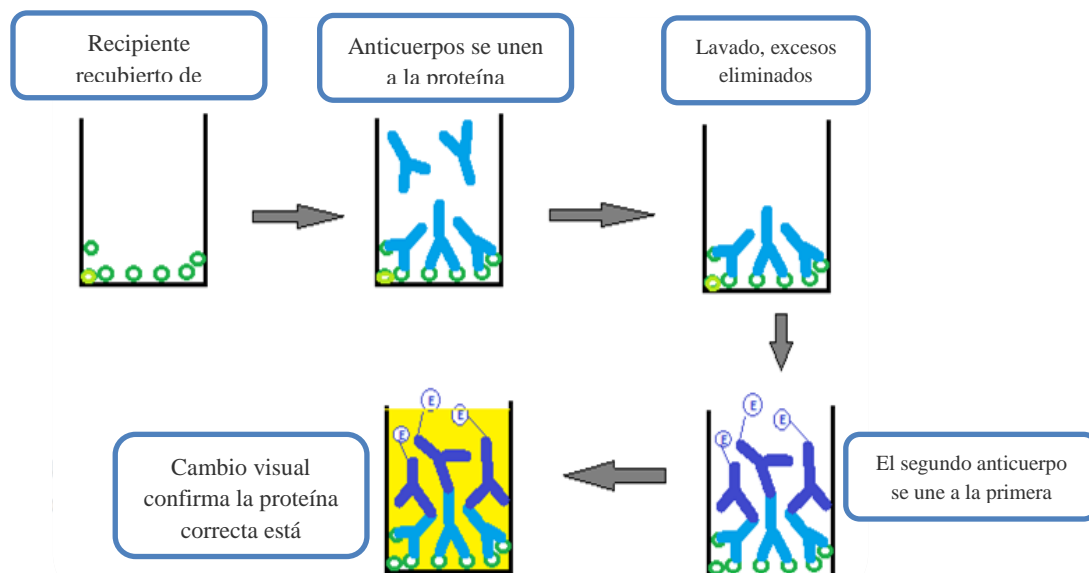 Recipiente
recubierto de
Anticuerpos se unen
a la proteína
Lavado, excesos
eliminados
El segundo anticuerpo
se une a la primera
E
E
E
Cambio visual
confirma la proteína
correcta está
E
E
E